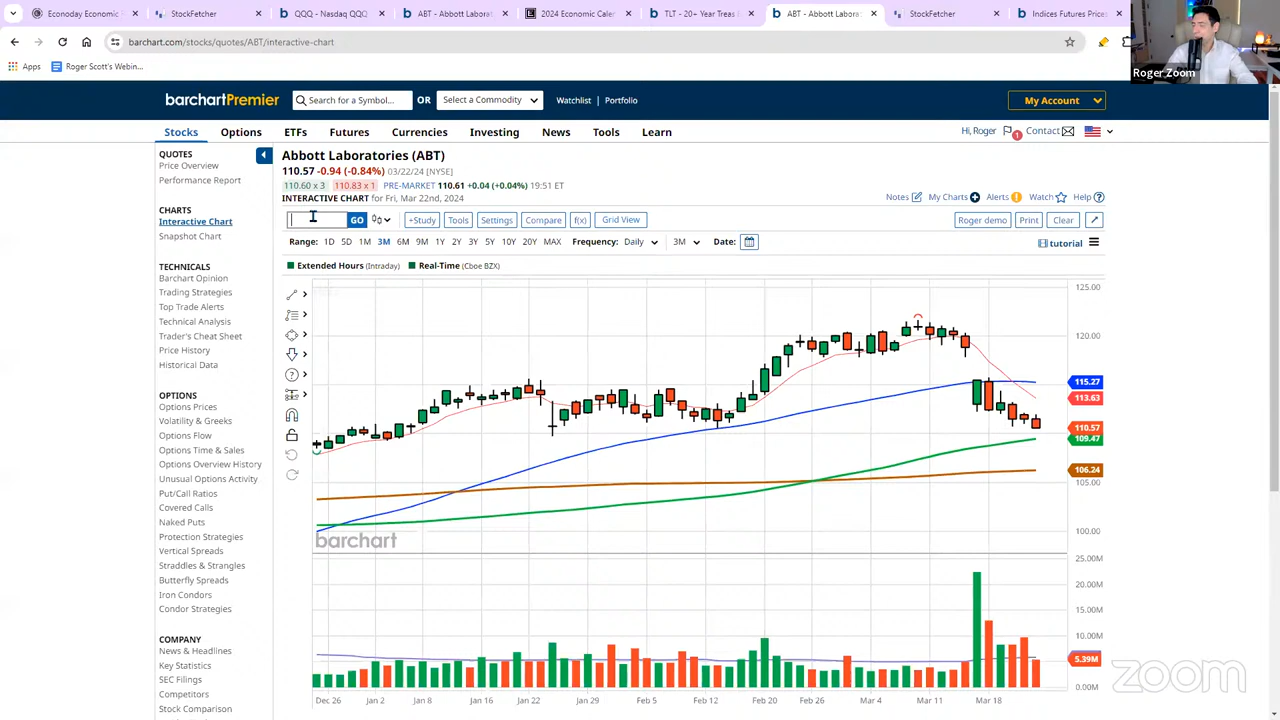 Econoday Economic
StockFetcher
QQQ - Nasdaq QQQ
ABT - Abbott Labora
2024 Economic Caler
TLT - 20+ Year Treas
ABT - Abbott Labora
StockFetcher
Indices Futures Price
barchart.com/stocks/quotes/ABT/interactive-chart
Apps
Roger Scott's Webin...
Roger Zoom
barchartPremier
Search for a Symbol...
OR
Select a Commodity
Watchlist
Portfolio
My Account
Stocks
Options
ETFs
Futures
Currencies
Investing
News
Tools
Learn
Hi, Roger
1
Contact
QUOTES
Price Overview
Performance Report
CHARTS
Interactive Chart
Snapshot Chart
TECHNICALS
Barchart Opinion
Trading Strategies
Top Trade Alerts
Technical Analysis
Trader's Cheat Sheet
Price History
Historical Data
OPTIONS
Options Prices
Volatility & Greeks
Options Flow
Options Time & Sales
Options Overview History
Unusual Options Activity
Put/Call Ratios
Covered Calls
Naked Puts
Protection Strategies
Vertical Spreads
Straddles & Strangles
Butterfly Spreads
Iron Condors
Condor Strategies
COMPANY
News & Headlines
Key Statistics
SEC Filings
Competitors
Stock Comparison
Abbott Laboratories (ABT)
110.57 -0.94 (-0.84%) 03/22/24 [NYSE]
110.60 x 3 110.83 x 1 PRE-MARKET 110.61 +0.04 (+0.04%) 19:51 ET
INTERACTIVE CHART for Fri, Mar 22nd, 2024
Notes
My Charts
Alerts
Watch
Help
GO
+Study
Tools
Settings
Compare
f(x)
Grid View
Roger demo
Print
Clear
Range: 1D 5D 1M 3M 6M 9M 1Y 2Y 3Y 5Y 10Y 20Y MAX Frequency: Daily 3M Date:
tutorial
Extended Hours (Intraday)
Real-Time (Cboe BZX)
125.00
120.00
115.27
113.63
110.57
109.47
106.24
105.00
100.00
barchart
25.00M
20.00M
15.00M
10.00M
5.39M
0.00M
Dec 26
Jan 2
Jan 8
Jan 16
Jan 22
Jan 29
Feb 5
Feb 12
Feb 20
Feb 26
Mar 4
Mar 11
Mar 18
zoom